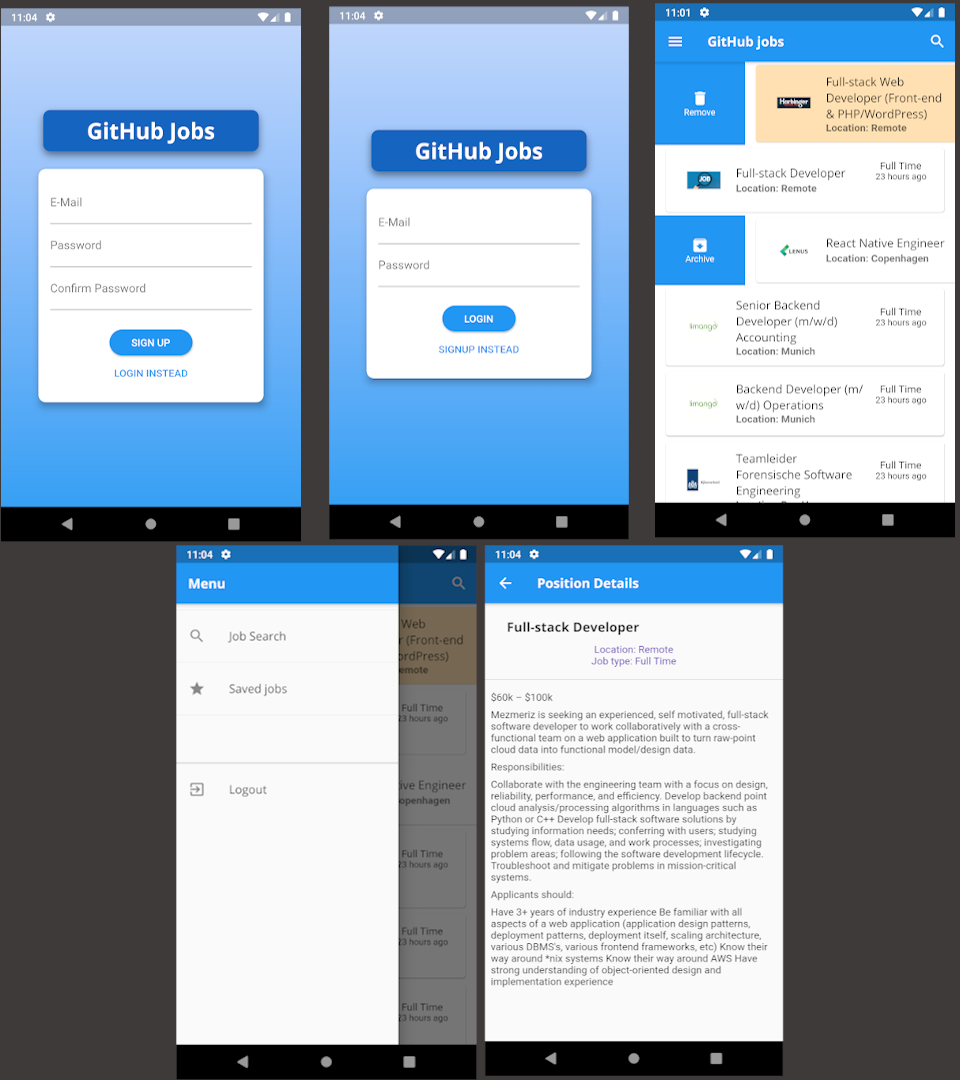 11:04
GitHub Jobs
E-Mail
Password
Confirm Password
SIGN UP
LOGIN INSTEAD
11:04
GitHub Jobs
E-Mail
Password
LOGIN
SIGNUP INSTEAD
11:01
GitHub jobs
Remove
Harbinger
Full-stack Web
Developer (Front-end
& PHP/WordPress)
Location: Remote
JOB
Full-stack Developer
Location: Remote
Full Time
23 hours ago
Archive
LENUS
React Native Engineer
Location: Copenhagen
limango
Senior Backend
Developer (m/w/d)
Accounting
Location: Munich
Full Time
23 hours ago
limango
Backend Developer (m/
w/d) Operations
Location: Munich
Full Time
23 hours ago
Teamleider
Forensische Software
Engineering
Full Time
23 hours ago
11:04
Menu
Job Search
Saved jobs
Logout
Web
r (Front-end
ordPress)
emote
Full Time
23 hours ago
ive Engineer
openhagen
Full Time
23 hours ago
Full Time
23 hours ago
Full Time
23 hours ago
11:04
Position Details
Full-stack Developer
Location: Remote
Job type: Full Time
$60k – $100k
Mezmeriz is seeking an experienced, self motivated, full-stack
software developer to work collaboratively with a cross-
functional team on a web application built to turn raw-point
cloud data into functional model/design data.
Responsibilities:
Collaborate with the engineering team with a focus on design,
reliability, performance, and efficiency. Develop backend point
cloud analysis/processing algorithms in languages such as
Python or C++ Develop full-stack software solutions by
studying information needs; conferring with users; studying
systems flow, data usage, and work processes; investigating
problem areas; following the software development lifecycle.
Troubleshoot and mitigate problems in mission-critical
systems.
Applicants should:
Have 3+ years of industry experience Be familiar with all
aspects of a web application (application design patterns,
deployment patterns, deployment itself, scaling architecture,
various DBMS's, various frontend frameworks, etc) Know their
way around *nix systems Know their way around AWS Have
strong understanding of object-oriented design and
implementation experience